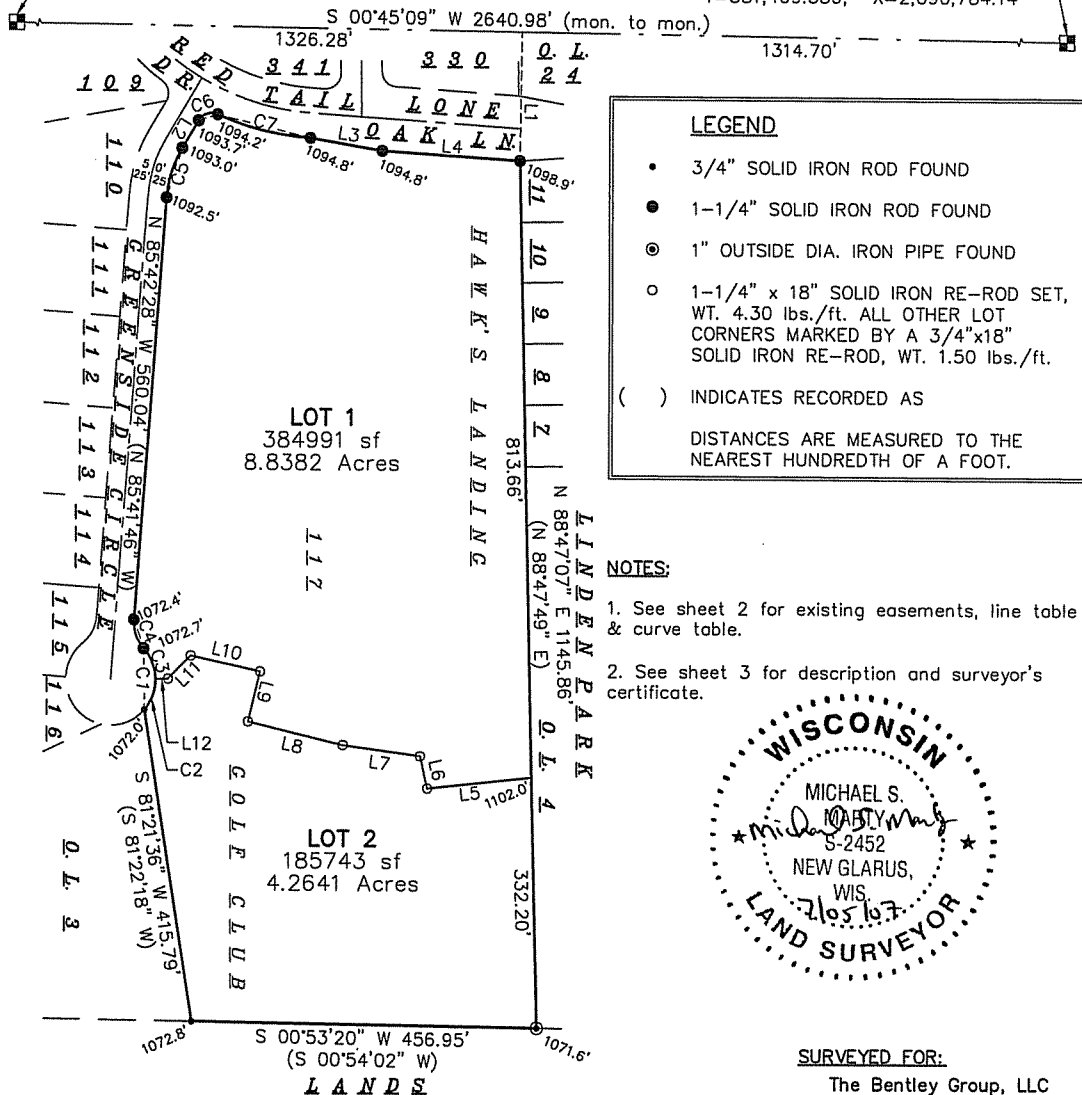 S 00°45'09" W 2640.98' (mon. to mon.)
1326.28'
1314.70'
RED TAIL DR.
LONE OAK LN.
109
341
330
O.L. 24
L1
110
111
112
113
114
115
116
GREENSIDE CIRCLE
50'
25' 25'
C6
L2
C5
C7
L3
L4
1094.2'
1093.7'
1093.0'
1092.5'
1094.8'
1094.8'
1098.9'
11
10
9
8
7
N 85°42'28" W 560.04' (N 85°41'46" W)
HAWK'S LANDING
GOLF CLUB
LOT 1
384991 sf
8.8382 Acres
117
813.66'
N 88°47'07" E 1145.86'
(N 88°47'49" E)
LINDEN PARK
O.L. 4
1072.4'
1072.7'
C4
C3
C1
L11
L10
L9
L8
L7
L6
L5
1102.0'
L12
C2
1072.0'
LOT 2
185743 sf
4.2641 Acres
332.20'
S 81°21'36" W 415.79'
(S 81°22'18" W)
O.L. 3
1072.8'
S 00°53'20" W 456.95'
(S 00°54'02" W)
1071.6'
LANDS
LEGEND
3/4" SOLID IRON ROD FOUND
1-1/4" SOLID IRON ROD FOUND
1" OUTSIDE DIA. IRON PIPE FOUND
1-1/4" x 18" SOLID IRON RE-ROD SET,
WT. 4.30 lbs./ft. ALL OTHER LOT
CORNERS MARKED BY A 3/4"x18"
SOLID IRON RE-ROD, WT. 1.50 lbs./ft.
( ) INDICATES RECORDED AS
DISTANCES ARE MEASURED TO THE
NEAREST HUNDREDTH OF A FOOT.
NOTES:
1. See sheet 2 for existing easements, line table
& curve table.
2. See sheet 3 for description and surveyor's
certificate.
WISCONSIN
MICHAEL S.
MARTY
Michael S. Marty
S-2452
NEW GLARUS,
WIS.
7/05/07
LAND SURVEYOR
SURVEYED FOR:
The Bentley Group, LLC